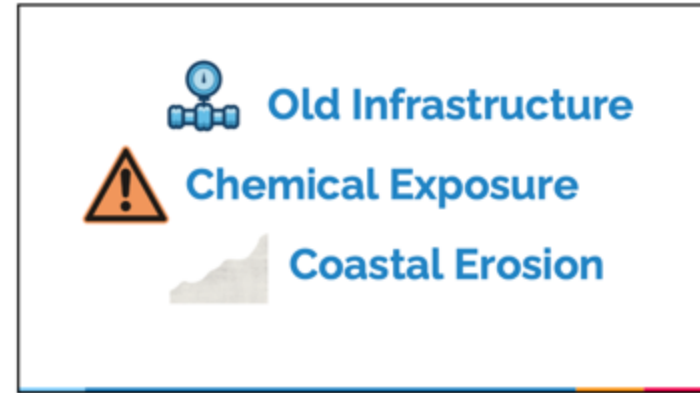 Old Infrastructure
Chemical Exposure
Coastal Erosion